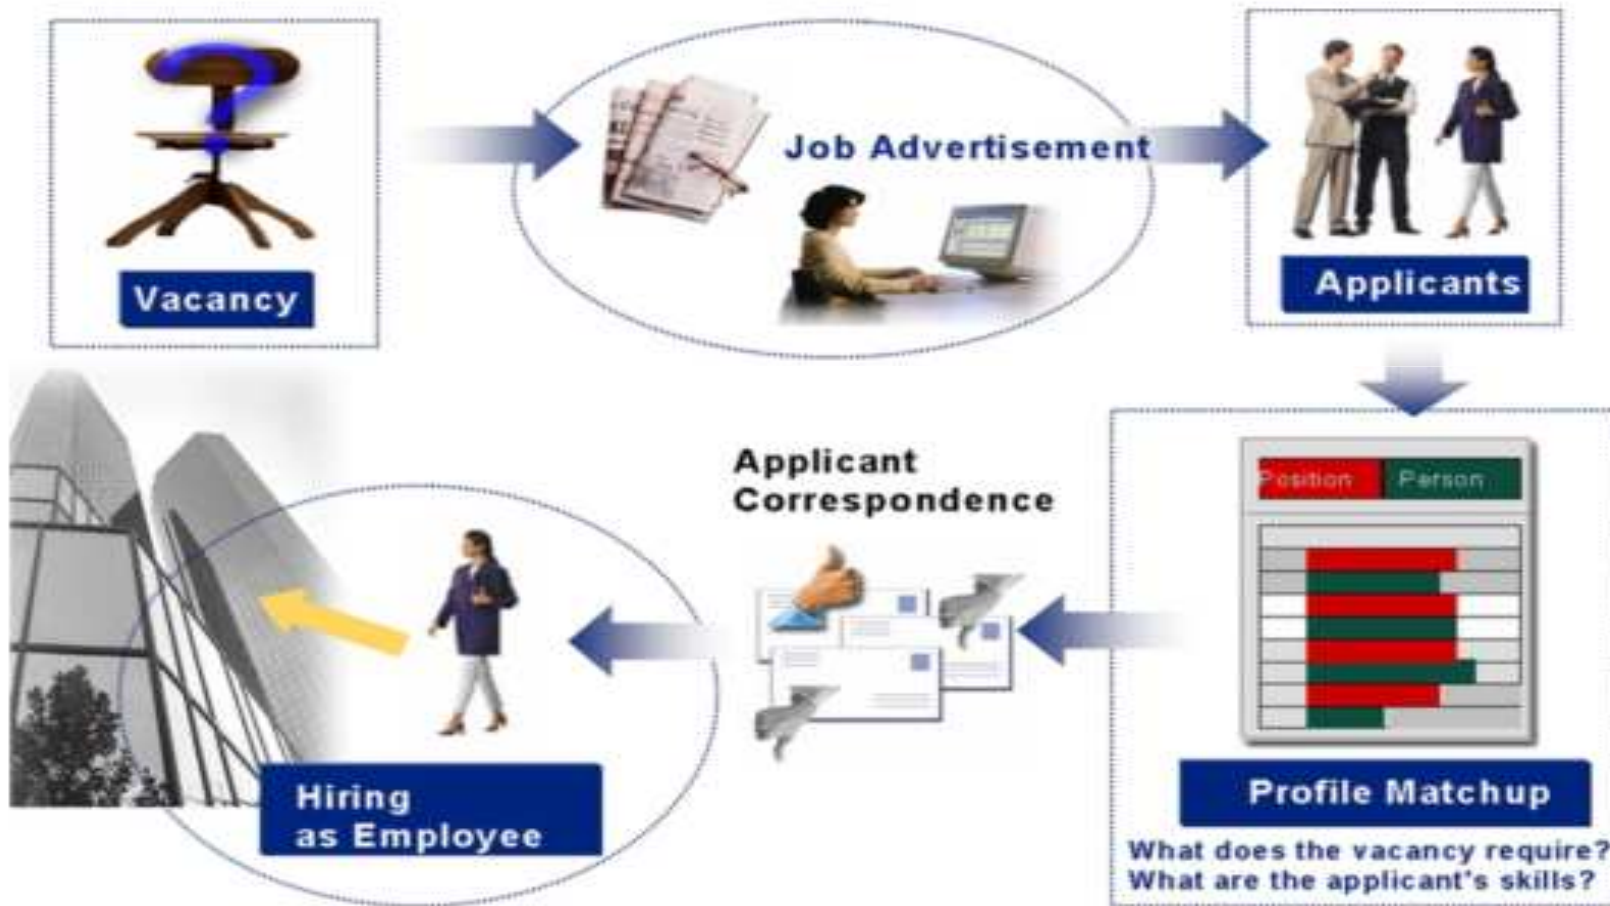 Vacancy
Job Advertisement
Applicants
Position Person
Profile Matchup
What does the vacancy require?
What are the applicant's skills?
Applicant
Correspondence
Hiring
as Employee